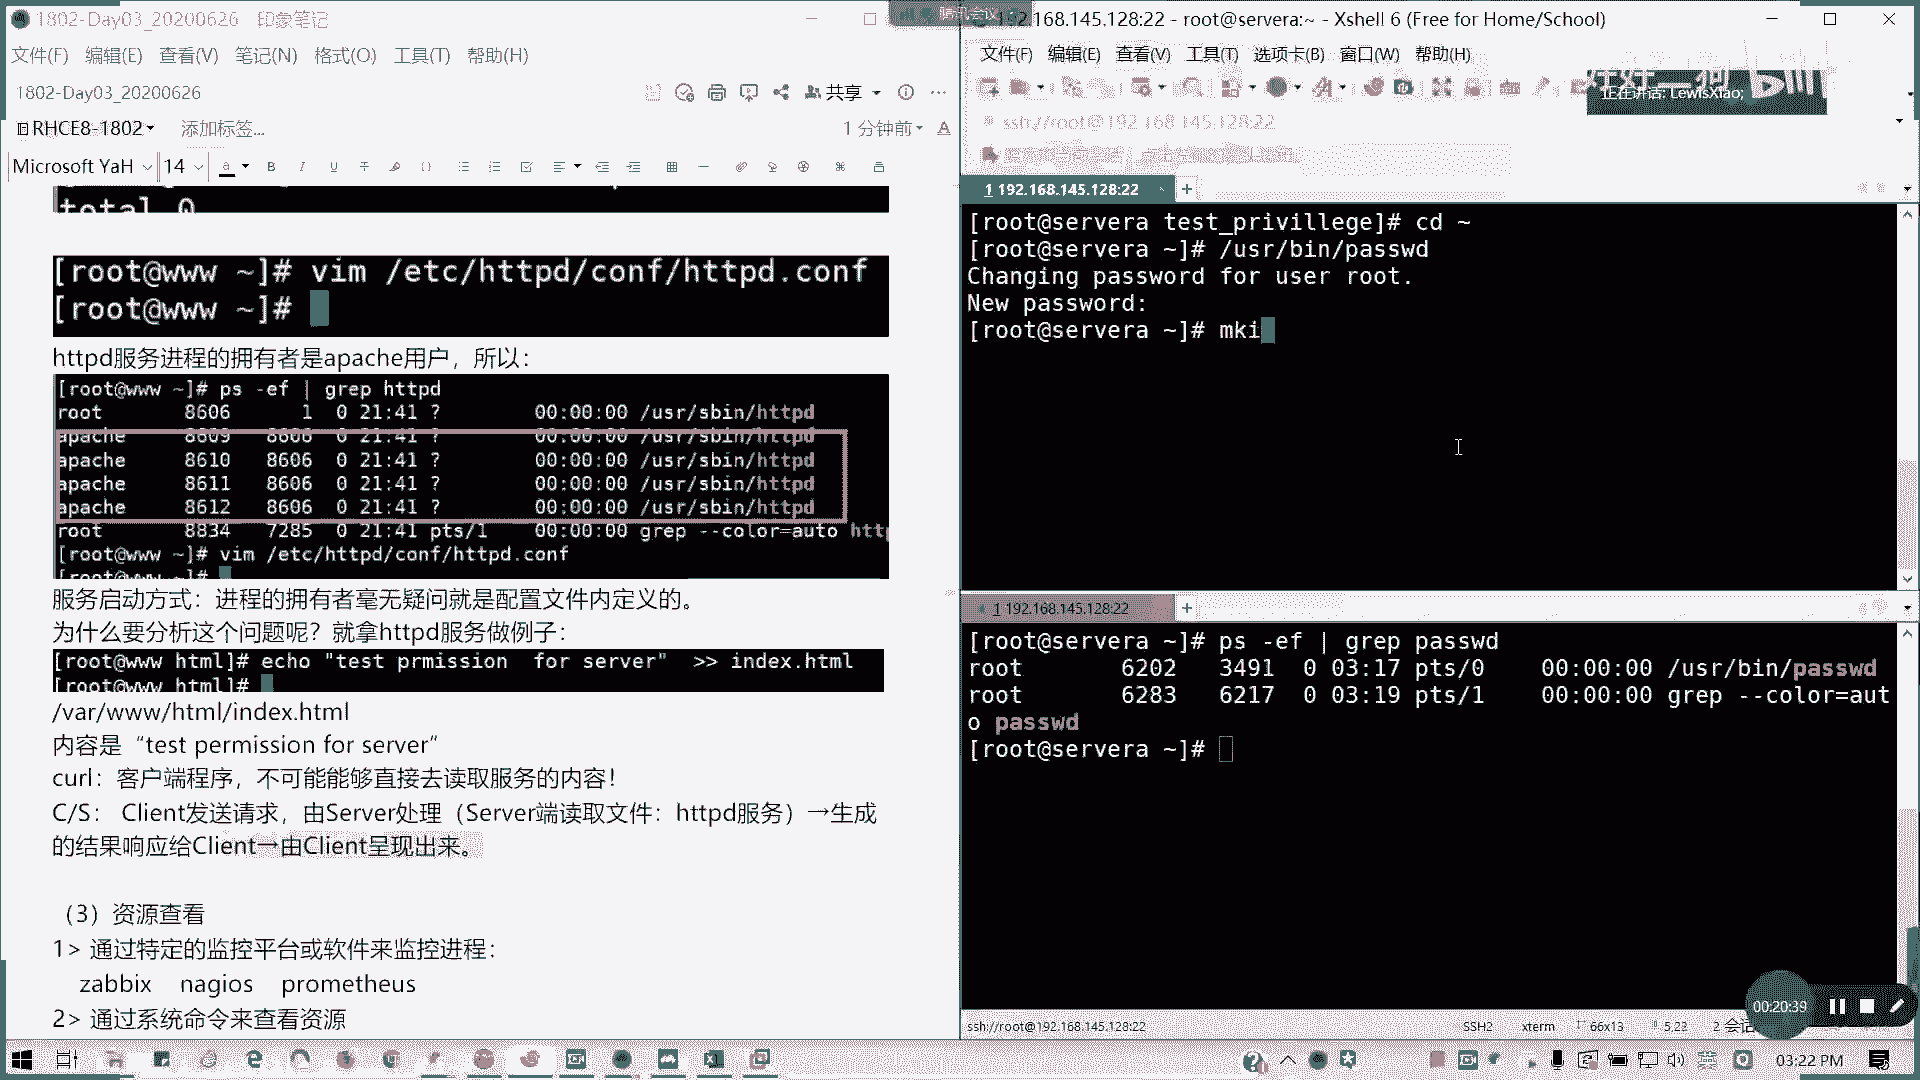 1802-Day03_20200626 印象笔记
文件(F) 编辑(E) 查看(V) 笔记(N) 格式(O) 工具(T) 帮助(H)
1802-Day03_20200626
共享
RHCE8-1802
添加标签...
1 分钟前
Microsoft YaH
14
total 0
[root@www ~]# vim /etc/httpd/conf/httpd.conf
[root@www ~]#
httpd服务进程的拥有者是apache用户，所以：
[root@www ~]# ps -ef | grep httpd
root 8606 1 0 21:41 ? 00:00:00 /usr/sbin/httpd
apache 8609 8606 0 21:41 ? 00:00:00 /usr/sbin/httpd
apache 8610 8606 0 21:41 ? 00:00:00 /usr/sbin/httpd
apache 8611 8606 0 21:41 ? 00:00:00 /usr/sbin/httpd
apache 8612 8606 0 21:41 ? 00:00:00 /usr/sbin/httpd
root 8834 7285 0 21:41 pts/1 00:00:00 grep --color=auto http
[root@www ~]# vim /etc/httpd/conf/httpd.conf
[root@www ~]#
服务启动方式：进程的拥有者毫无疑问就是配置文件内定义的。
为什么要分析这个问题呢？就拿httpd服务做例子：
[root@www html]# echo "test prmission  for server"  >> index.html
[root@www html]#
/var/www/html/index.html
内容是“test permission for server”
curl：客户端程序，不可能能够直接去读取服务的内容！
C/S： Client发送请求，由Server处理（Server端读取文件：httpd服务）→生成
的结果响应给Client→由Client呈现出来。
（3）资源查看
1> 通过特定的监控平台或软件来监控进程：
zabbix nagios prometheus
2> 通过系统命令来查看资源
腾讯会议
192.168.145.128:22 - root@servera:~ - Xshell 6 (Free for Home/School)
文件(F) 编辑(E) 查看(V) 工具(T) 选项卡(B) 窗口(W) 帮助(H)
正在讲话: LewisXiao;
ssh://root@192.168.145.128:22
1 192.168.145.128:22
[root@servera test_privillege]# cd ~
[root@servera ~]# /usr/bin/passwd
Changing password for user root.
New password:
[root@servera ~]# mki
1 192.168.145.128:22
[root@servera ~]# ps -ef | grep passwd
root 6202 3491 0 03:17 pts/0 00:00:00 /usr/bin/passwd
root 6283 6217 0 03:19 pts/1 00:00:00 grep --color=aut
o passwd
[root@servera ~]#
00:20:39
ssh://root@192.168.145.128:22
SSH2 xterm 66x13 5,22 2 会话
英
03:22 PM